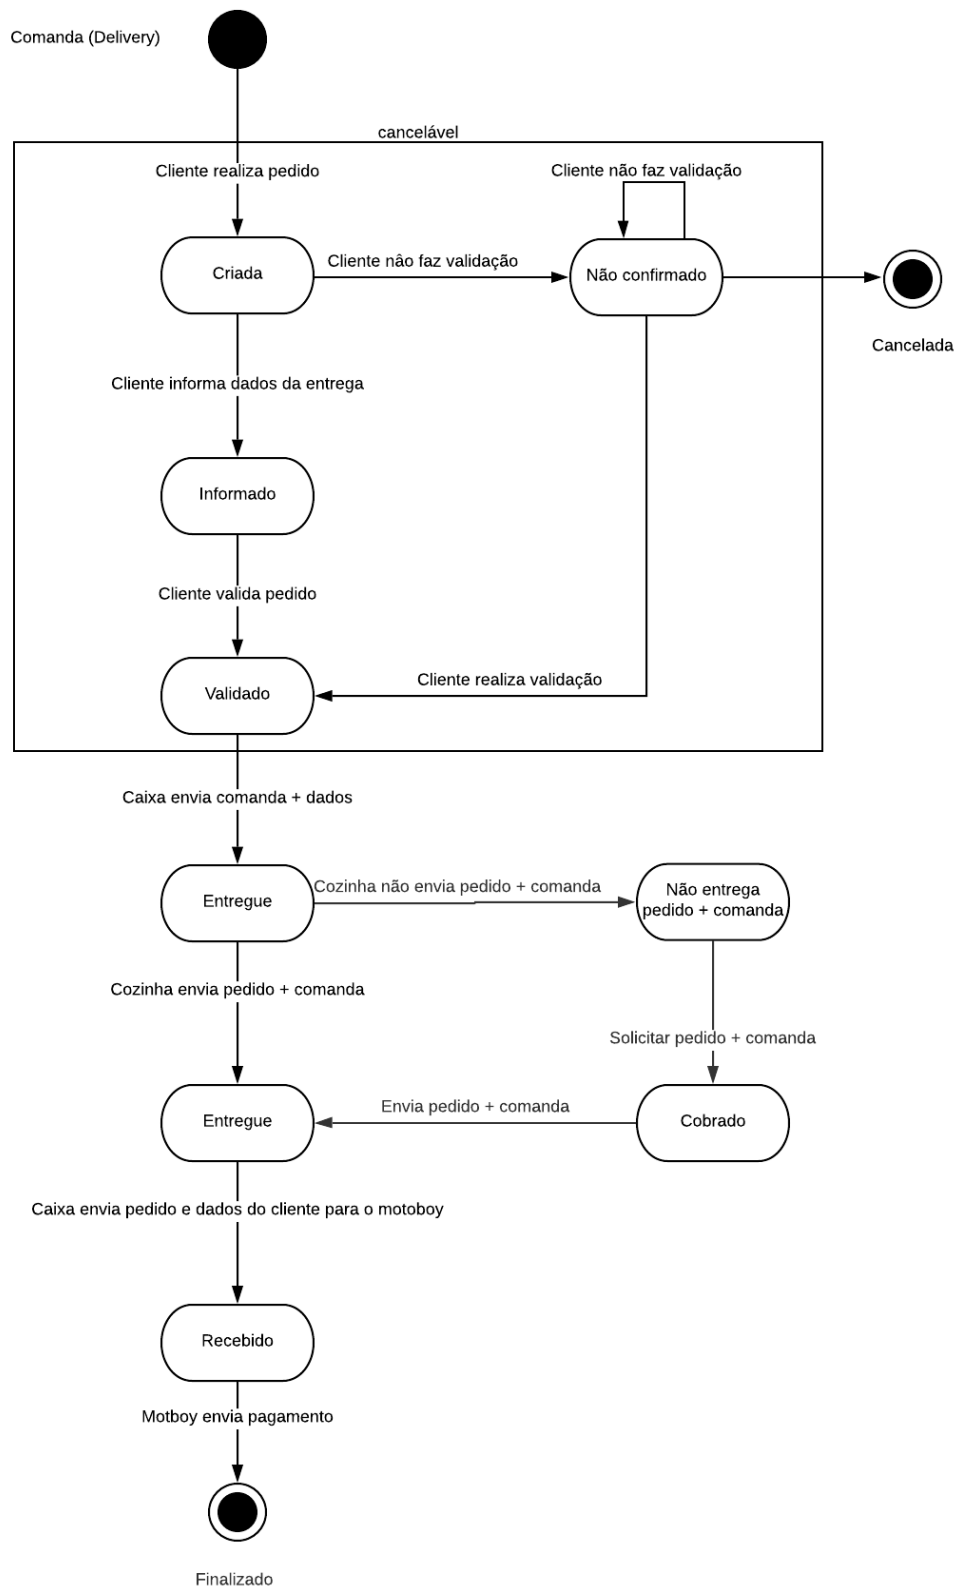 Comanda (Delivery)
cancelável
Cliente realiza pedido
Cliente não faz validação
Criada
Cliente nâo faz validação
Não confirmado
Cancelada
Cliente informa dados da entrega
Informado
Cliente valida pedido
Validado
Cliente realiza validação
Caixa envia comanda + dados
Entregue
Cozinha não envia pedido + comanda
Não entrega
pedido + comanda
Cozinha envia pedido + comanda
Solicitar pedido + comanda
Entregue
Envia pedido + comanda
Cobrado
Caixa envia pedido e dados do cliente para o motoboy
Recebido
Motboy envia pagamento
Finalizado